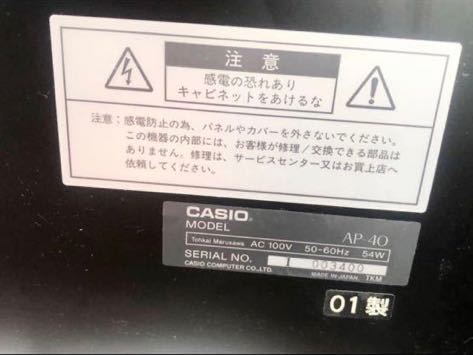 注意
感電の恐れあり
キャビネットをあけるな
注意：感電防止の為、パネルやカバーを外さないでください。
この機器の内部には、お客様が修理／交換できる部品は
ありません。修理は、サービスセンター又はお買上店へ
依頼してください。
CASIO
MODEL AP-40
Tohkai Marusawa AC 100V 50-60Hz 54W
SERIAL NO. 003400
CASIO COMPUTER CO.,LTD. MADE IN JAPAN TKM
01製